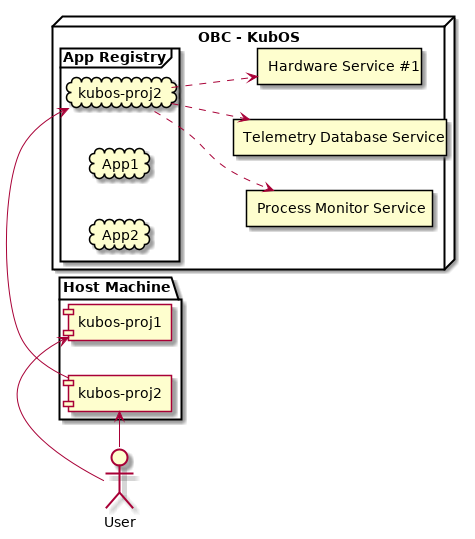 OBC - KubOS
App Registry
kubos-proj2
Hardware Service #1
Telemetry Database Service
App1
Process Monitor Service
App2
Host Machine
kubos-proj1
kubos-proj2
User